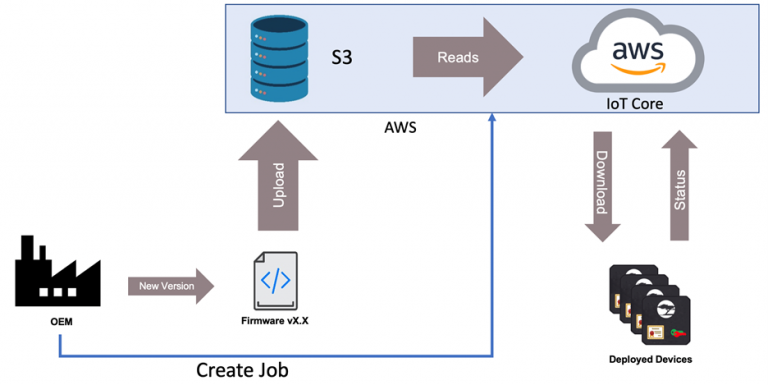 S3
Reads
aws
IoT Core
AWS
Upload
Download
Status
</>
New Version
OEM
Firmware vX.X
Deployed Devices
Create Job